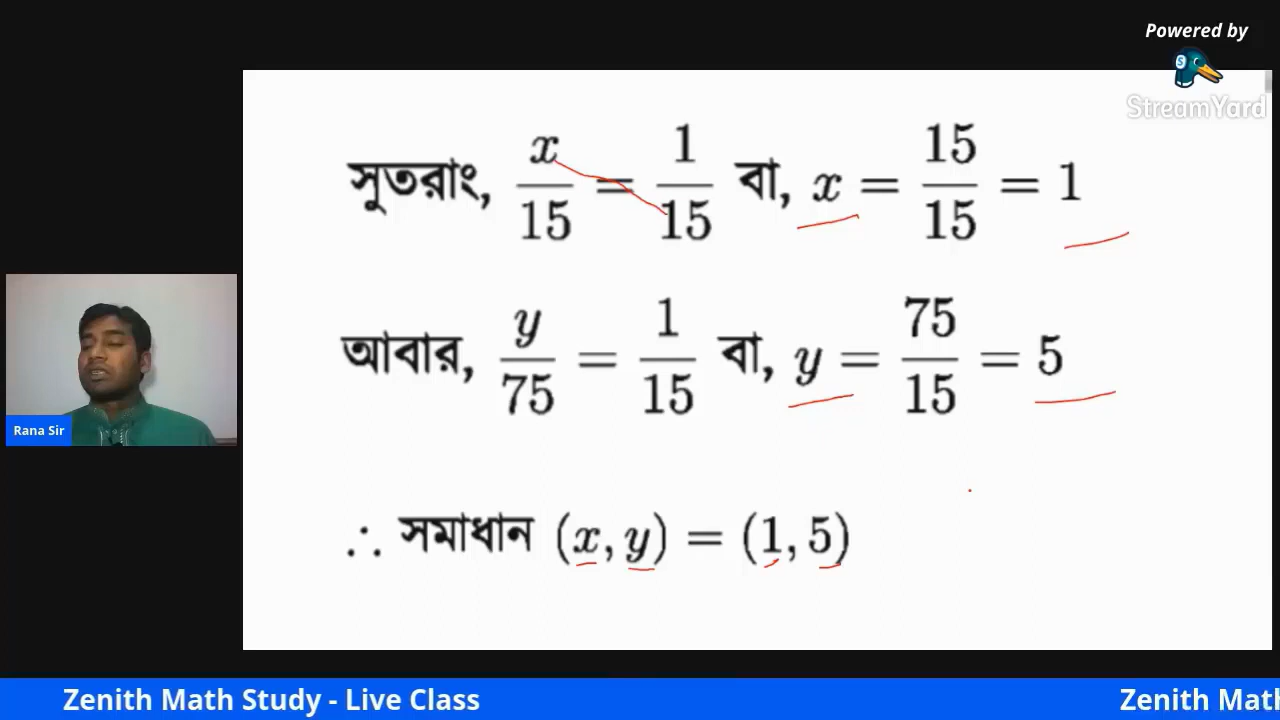 Powered by
StreamYard
সুতরাং, x/15 = 1/15 বা, x = 15/15 = 1
আবার, y/75 = 1/15 বা, y = 75/15 = 5
∴ সমাধান (x, y) = (1, 5)
Rana Sir
Zenith Math Study - Live Class
Zenith Math